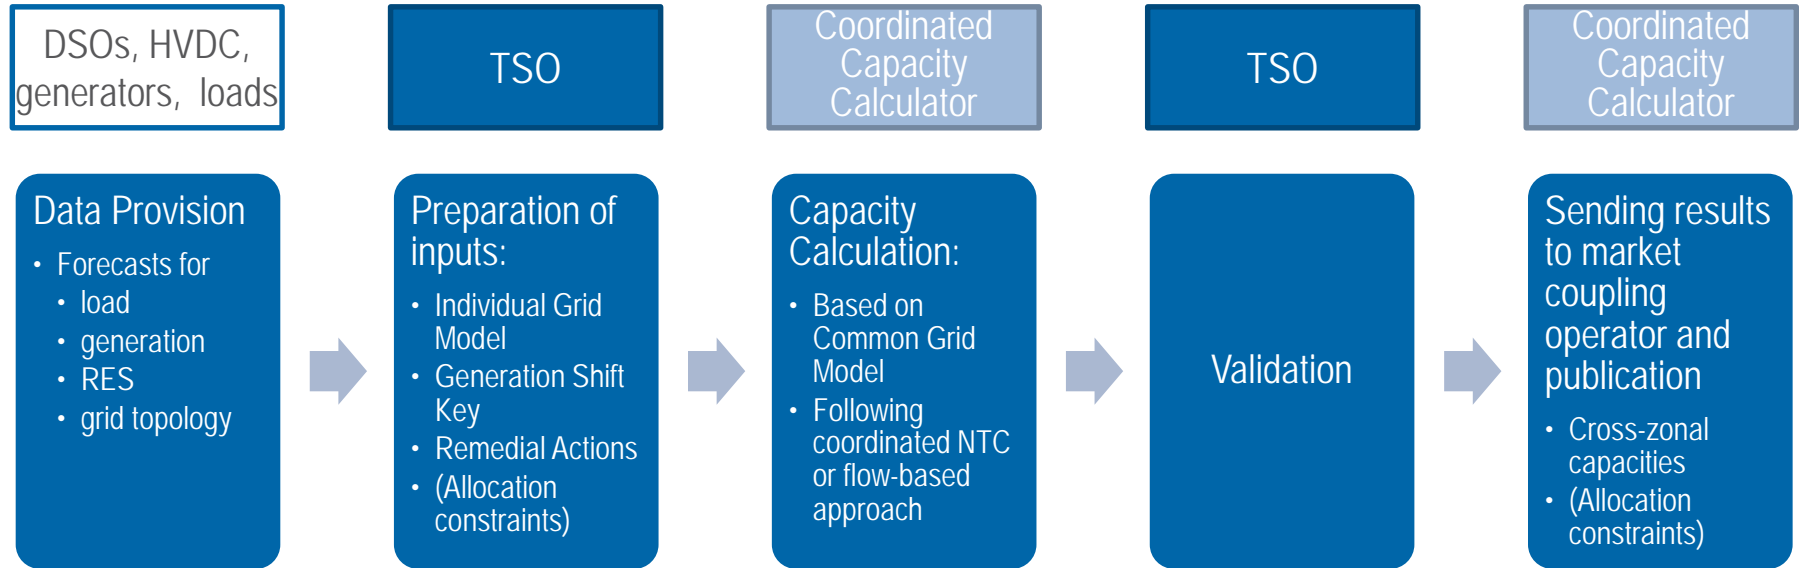 DSOs, HVDC,
generators, loads
TSO
Coordinated
Capacity
Calculator
TSO
Coordinated
Capacity
Calculator
Data Provision
• Forecasts for
• load
• generation
• RES
• grid topology
Preparation of
inputs:
• Individual Grid
Model
• Generation Shift
Key
• Remedial Actions
• (Allocation
constraints)
Capacity
Calculation:
• Based on
Common Grid
Model
• Following
coordinated NTC
or flow-based
approach
Validation
Sending results
to market
coupling
operator and
publication
• Cross-zonal
capacities
• (Allocation
constraints)